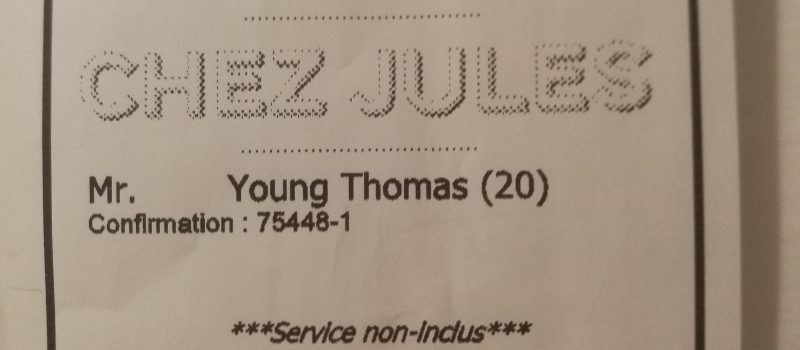 CHEZ JULES
Mr. Young Thomas (20)
Confirmation : 75448-1
***Service non-inclus***